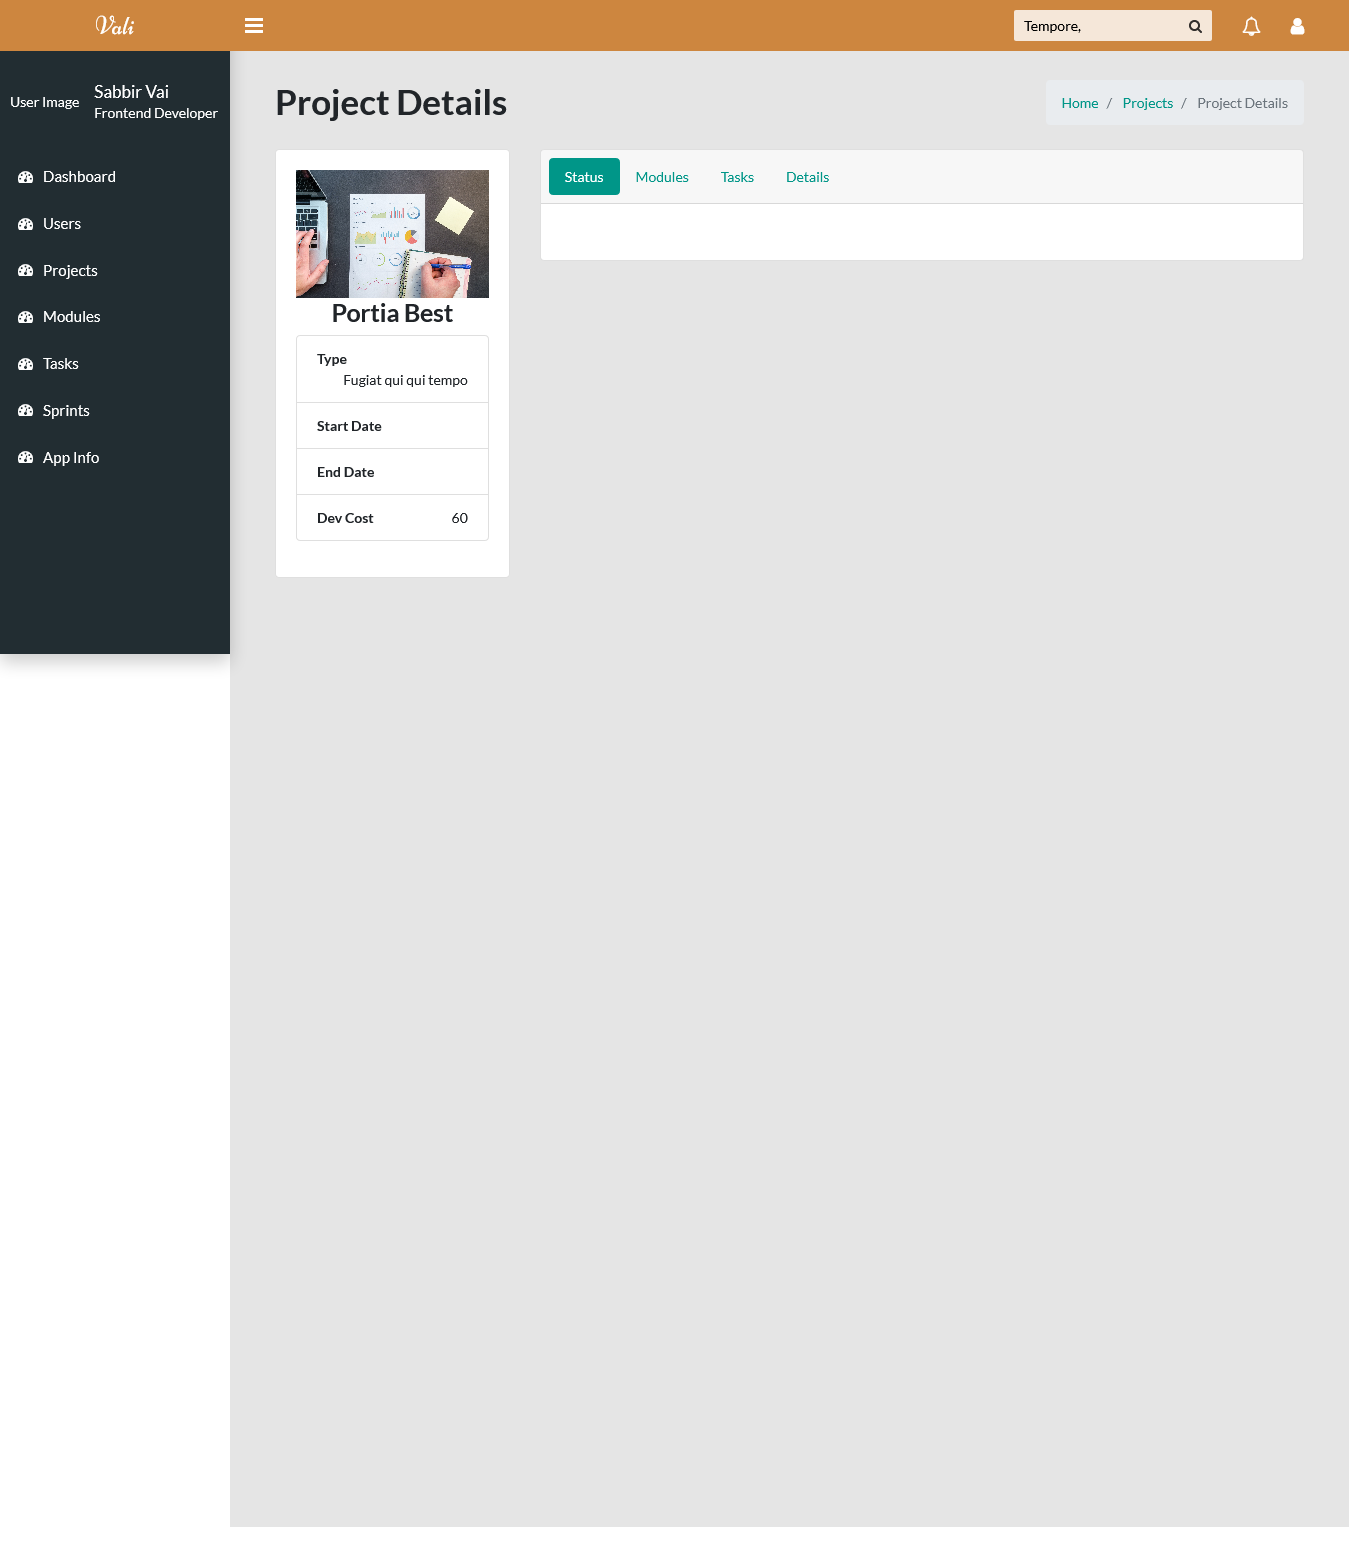 Vali
Tempore,
User Image
Sabbir Vai
Frontend Developer
Dashboard
Users
Projects
Modules
Tasks
Sprints
App Info
Project Details
Home / Projects / Project Details
Portia Best
Type
Fugiat qui qui tempo
Start Date
End Date
Dev Cost 60
Status Modules Tasks Details